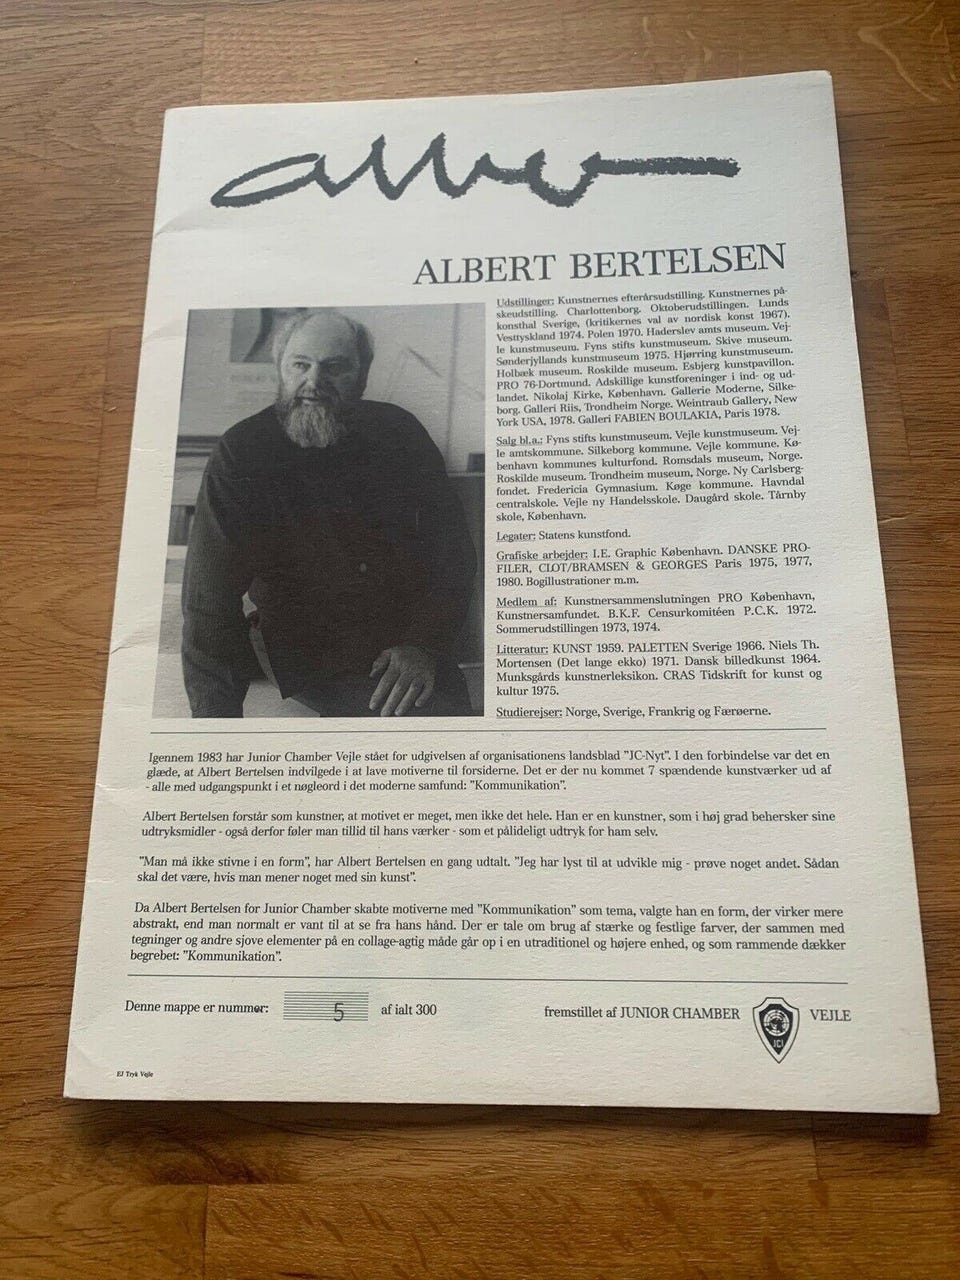 ALBERT BERTELSEN
Udstillinger: Kunstnernes efterårsudstilling. Kunstnernes på-
skeudstilling. Charlottenborg. Oktoberudstillingen. Lunds
konsthal Sverige, (kritikernes val av nordisk konst 1967).
Vesttyskland 1974. Polen 1970. Haderslev amts museum. Vej-
le kunstmuseum. Fyns stifts kunstmuseum. Skive museum.
Sønderjyllands kunstmuseum 1975. Hjørring kunstmuseum.
Holbæk museum. Roskilde museum. Esbjerg kunstpavillon.
PRO 76-Dortmund. Adskillige kunstforeninger i ind- og ud-
landet. Nikolaj Kirke, København. Gallerie Moderne, Silke-
borg. Galleri Riis, Trondheim Norge. Weintraub Gallery, New
York USA, 1978. Galleri FABIEN BOULAKIA, Paris 1978.
Salg bl.a.: Fyns stifts kunstmuseum. Vejle kunstmuseum. Vej-
le amtskommune. Silkeborg kommune. Vejle kommune. Kø-
benhavn kommunes kulturfond. Romsdals museum, Norge.
Roskilde museum. Trondheim museum, Norge. Ny Carlsberg-
fondet. Fredericia Gymnasium. Køge kommune. Havndal
centralskole. Vejle ny Handelsskole. Daugård skole. Tårnby
skole, København.
Legater: Statens kunstfond.
Grafiske arbejder: I.E. Graphic København. DANSKE PRO-
FILER, CLOT/BRAMSEN & GEORGES Paris 1975, 1977,
1980. Bogillustrationer m.m.
Medlem af: Kunstnersammenslutningen PRO København,
Kunstnersamfundet. B.K.F. Censurkomitéen P.C.K. 1972.
Sommerudstillingen 1973, 1974.
Litteratur: KUNST 1959. PALETTEN Sverige 1966. Niels Th.
Mortensen (Det lange ekko) 1971. Dansk billedkunst 1964.
Munksgårds kunstnerleksikon. CRAS Tidskrift for kunst og
kultur 1975.
Studierejser: Norge, Sverige, Frankrig og Færøerne.
Igennem 1983 har Junior Chamber Vejle stået for udgivelsen af organisationens landsblad "JC-Nyt". I den forbindelse var det en
glæde, at Albert Bertelsen indvilgede i at lave motiverne til forsiderne. Det er der nu kommet 7 spændende kunstværker ud af
- alle med udgangspunkt i et nøgleord i det moderne samfund: "Kommunikation".
Albert Bertelsen forstår som kunstner, at motivet er meget, men ikke det hele. Han er en kunstner, som i høj grad behersker sine
udtryksmidler - også derfor føler man tillid til hans værker - som et pålideligt udtryk for ham selv.
"Man må ikke stivne i en form", har Albert Bertelsen en gang udtalt. "Jeg har lyst til at udvikle mig - prøve noget andet. Sådan
skal det være, hvis man mener noget med sin kunst".
Da Albert Bertelsen for Junior Chamber skabte motiverne med "Kommunikation" som tema, valgte han en form, der virker mere
abstrakt, end man normalt er vant til at se fra hans hånd. Der er tale om brug af stærke og festlige farver, der sammen med
tegninger og andre sjove elementer på en collage-agtig måde går op i en utraditionel og højere enhed, og som rammende dækker
begrebet: "Kommunikation".
Denne mappe er nummer: 5 af ialt 300 fremstillet af JUNIOR CHAMBER JCI VEJLE
EJ Tryk Vejle